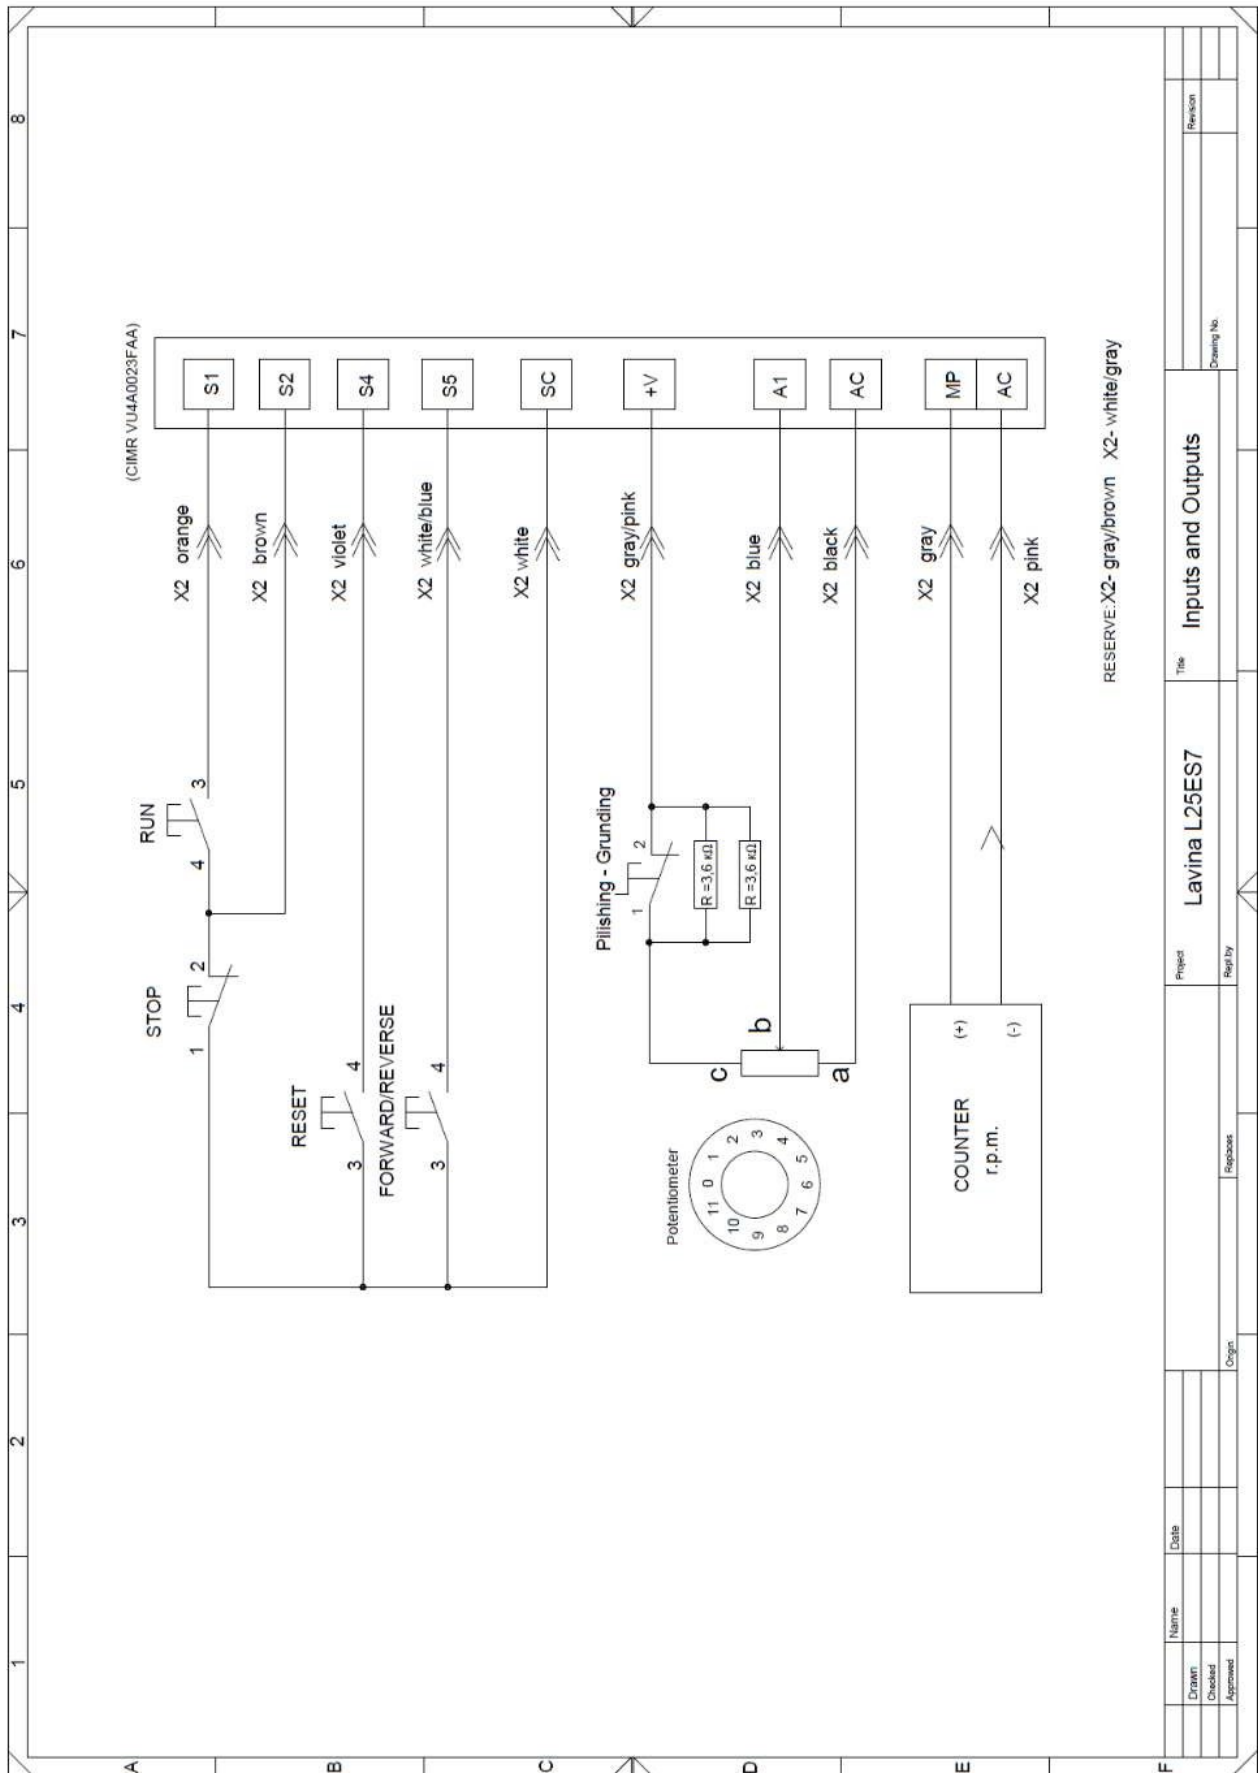 1 2 3 4 5 6 7 8
A
B
C
D
E
F
(CIMR VU4A0023FAA)
STOP
1 2
RUN
4 3
X2 orange
S1
X2 brown
S2
RESET
3 4
X2 violet
S4
FORWARD/REVERSE
3 4
X2 white/blue
S5
X2 white
SC
Pilishing - Grunding
1 2
R =3,6 кΩ
R =3,6 кΩ
X2 gray/pink
+V
Potentiometer
0 1 2 3 4 5 6 7 8 9 10 11
c
b
a
X2 blue
A1
X2 black
AC
COUNTER
r.p.m.
(+)
(-)
X2 gray
MP
X2 pink
AC
RESERVE:X2- gray/brown X2- white/gray
Name
Date
Drawn
Checked
Approved
Origin
Replaces
Repl.by
Project
Lavina L25ES7
Title
Inputs and Outputs
Drawing No.
Revision